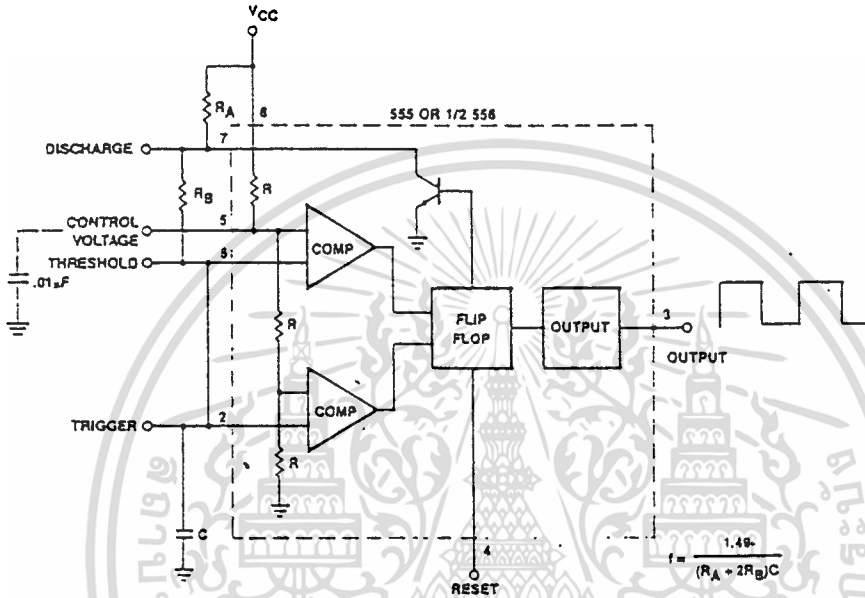 VCC
RA
8
555 OR 1/2 556
7
DISCHARGE
RB
R
CONTROL
VOLTAGE
5
THRESHOLD
6
COMP
.01µF
R
FLIP
FLOP
OUTPUT
3
OUTPUT
COMP
TRIGGER
2
R
C
4
RESET
f = 1.49 / (RA + 2RB)C